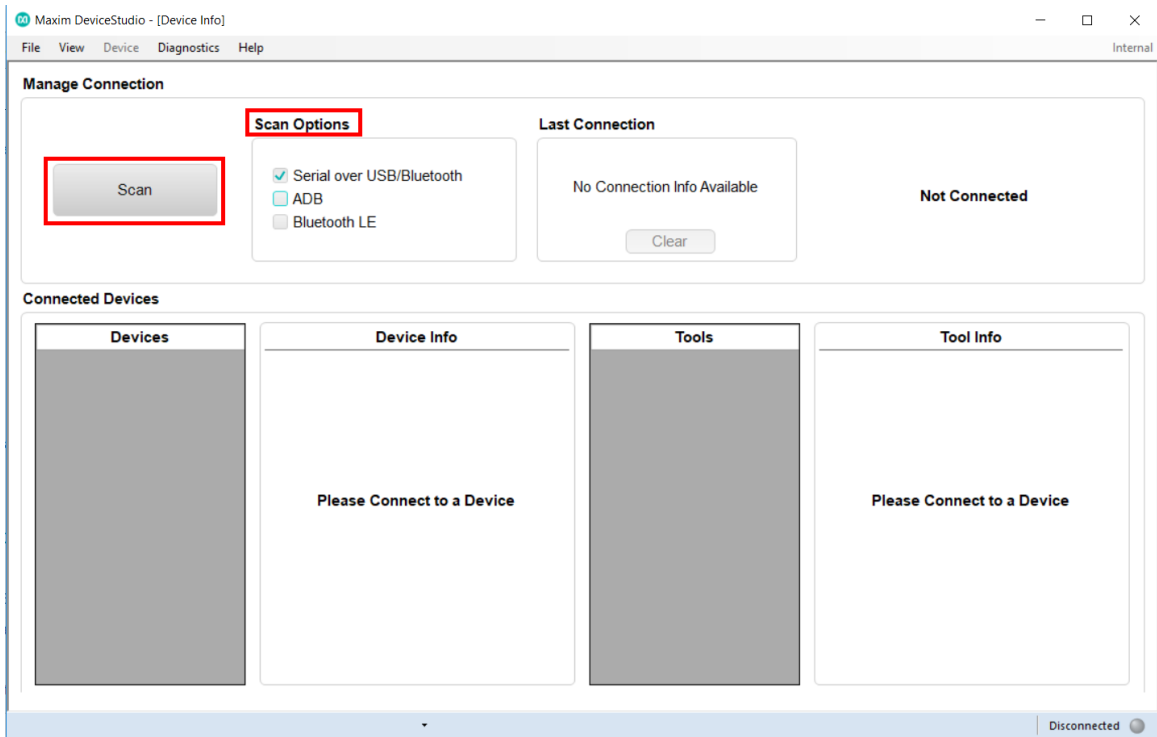 Maxim DeviceStudio - [Device Info]
File View Device Diagnostics Help Internal
Manage Connection
Scan
Scan Options
Serial over USB/Bluetooth
ADB
Bluetooth LE
Last Connection
No Connection Info Available
Clear
Not Connected
Connected Devices
Devices
Device Info
Please Connect to a Device
Tools
Tool Info
Please Connect to a Device
Disconnected